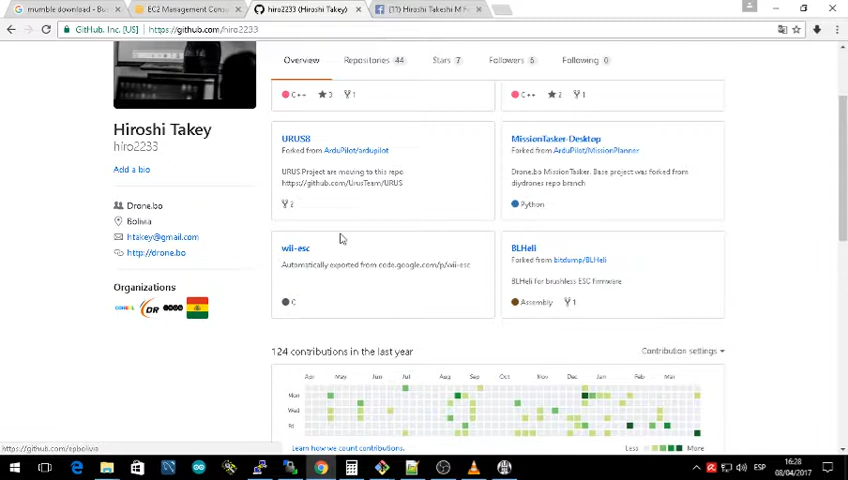 mumble download - Bu
EC2 Management Cons
hiro2233 (Hiroshi Takey)
(11) Hiroshi Takeshi M F
GitHub, Inc. [US]
https://github.com/hiro2233
Overview
Repositories 44
Stars 7
Followers 5
Following 0
C++ 3 1
C++ 2 1
Hiroshi Takey
hiro2233
Add a bio
Drone.bo
Bolivia
htakey@gmail.com
http://drone.bo
Organizations
URUS8
Forked from ArduPilot/ardupilot
URUS Project are moving to this repo
https://github.com/UrusTeam/URUS
2
MissionTasker-Desktop
Forked from ArduPilot/MissionPlanner
Drone.bo MissionTasker. Base project was forked from
diydrones repo branch
Python
wii-esc
Automatically exported from code.google.com/p/wii-esc
C
BLHeli
Forked from bitdump/BLHeli
BLHeli for brushless ESC firmware
Assembly 1
124 contributions in the last year
Contribution settings
Apr May Jun Jul Aug Sep Oct Nov Dec Jan Feb Mar
Mon
Wed
Fri
Learn how we count contributions.
Less More
https://github.com/epbolivia
ESP
16:28
08/04/2017